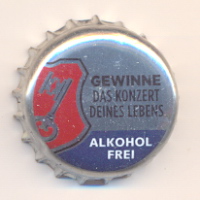 GEWINNE
DAS KONZERT
DEINES LEBENS
ALKOHOL
FREI